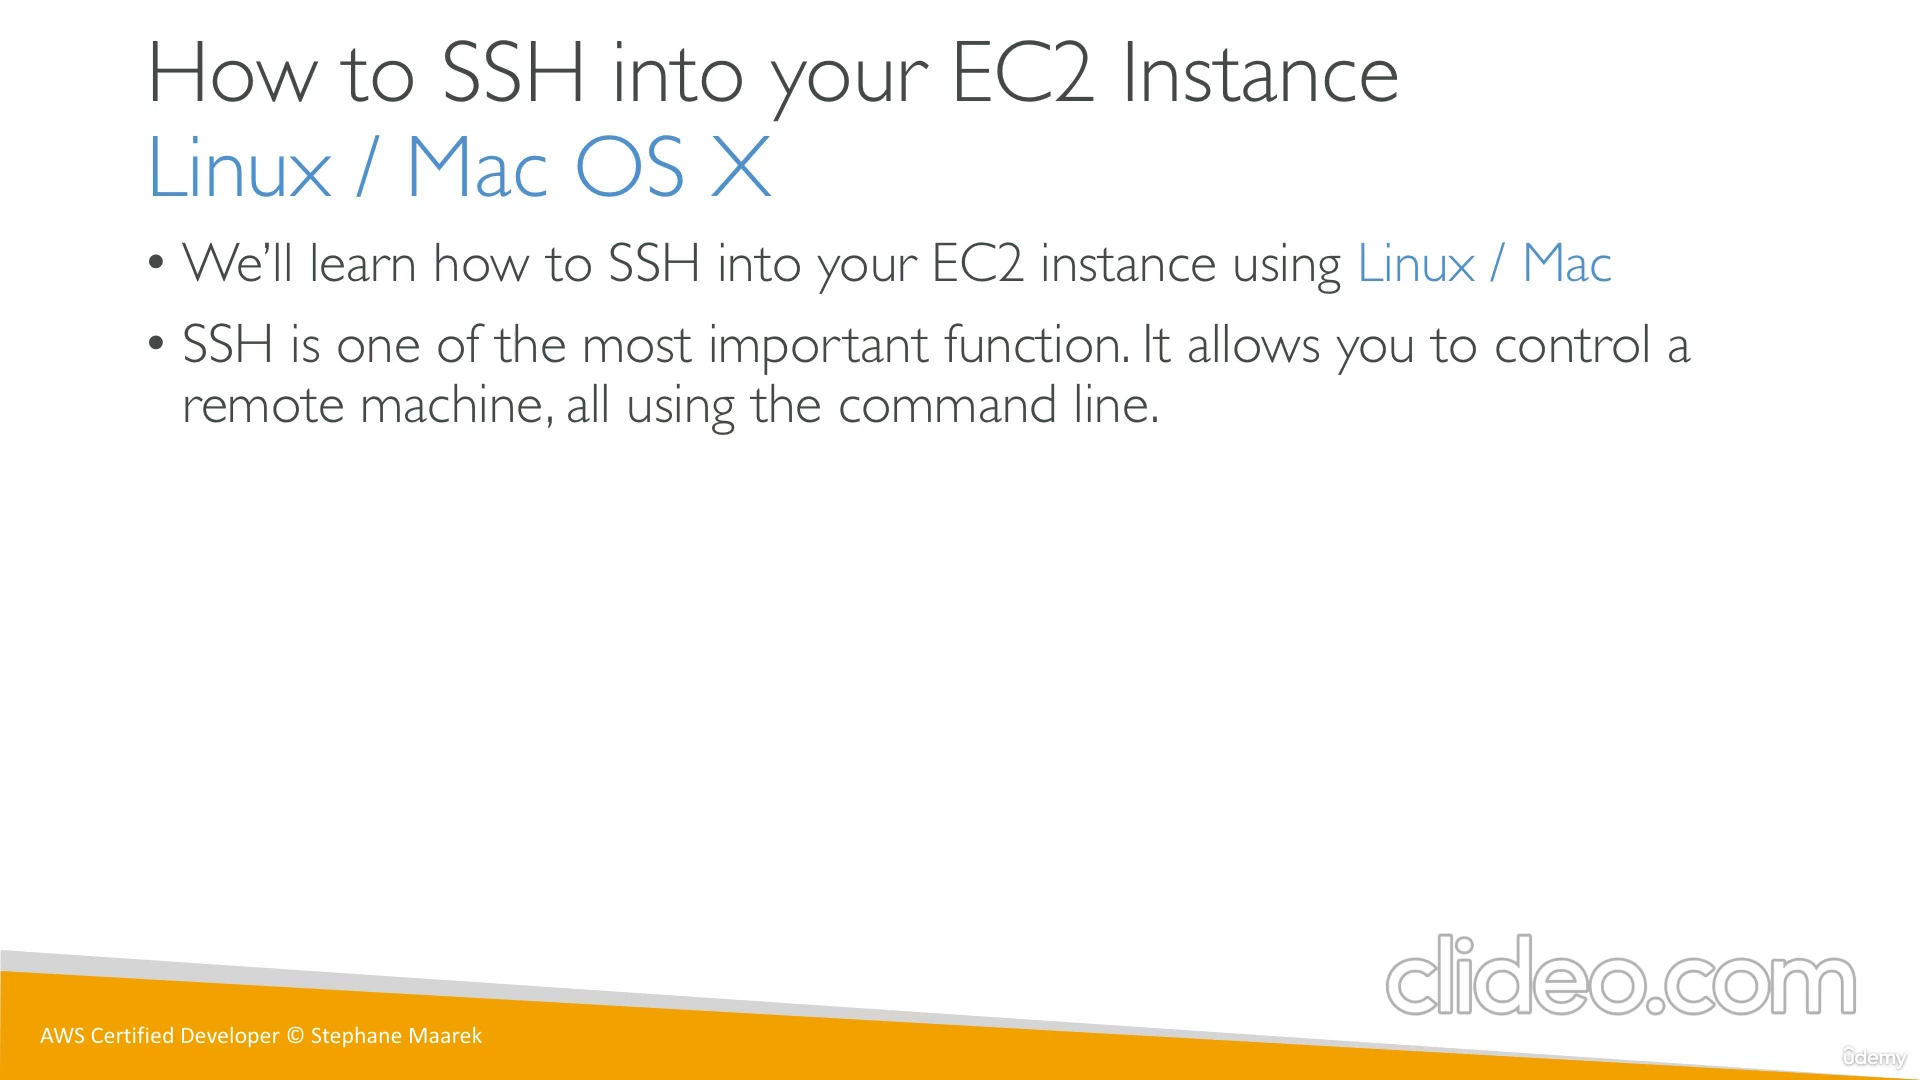 How to SSH into your EC2 Instance
Linux / Mac OS X
• We’ll learn how to SSH into your EC2 instance using Linux / Mac
• SSH is one of the most important function. It allows you to control a
remote machine, all using the command line.
clideo.com
AWS Certified Developer © Stephane Maarek
ûdemy